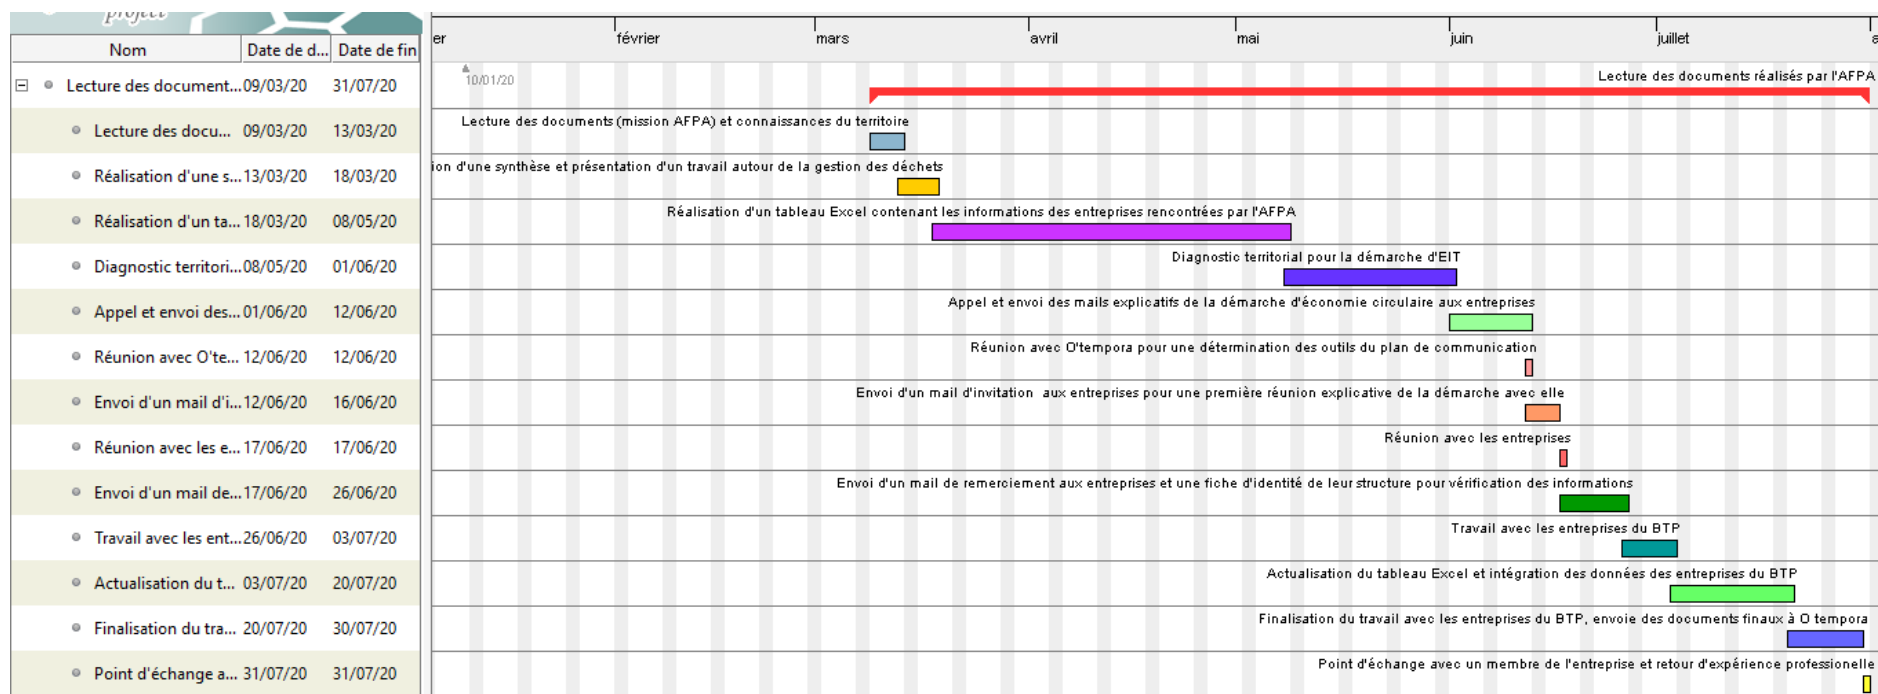 project
Nom Date de d... Date de fin
er février mars avril mai juin juillet a
10/01/20
Lecture des document... 09/03/20 31/07/20 Lecture des documents réalisés par l'AFPA
Lecture des docu... 09/03/20 13/03/20 Lecture des documents (mission AFPA) et connaissances du territoire
Réalisation d'une s... 13/03/20 18/03/20 ion d'une synthèse et présentation d'un travail autour de la gestion des déchets
Réalisation d'un ta... 18/03/20 08/05/20 Réalisation d'un tableau Excel contenant les informations des entreprises rencontrées par l'AFPA
Diagnostic territori... 08/05/20 01/06/20 Diagnostic territorial pour la démarche d'EIT
Appel et envoi des... 01/06/20 12/06/20 Appel et envoi des mails explicatifs de la démarche d'économie circulaire aux entreprises
Réunion avec O'te... 12/06/20 12/06/20 Réunion avec O'tempora pour une détermination des outils du plan de communication
Envoi d'un mail d'i... 12/06/20 16/06/20 Envoi d'un mail d'invitation aux entreprises pour une première réunion explicative de la démarche avec elle
Réunion avec les e... 17/06/20 17/06/20 Réunion avec les entreprises
Envoi d'un mail de... 17/06/20 26/06/20 Envoi d'un mail de remerciement aux entreprises et une fiche d'identité de leur structure pour vérification des informations
Travail avec les ent... 26/06/20 03/07/20 Travail avec les entreprises du BTP
Actualisation du t... 03/07/20 20/07/20 Actualisation du tableau Excel et intégration des données des entreprises du BTP
Finalisation du tra... 20/07/20 30/07/20 Finalisation du travail avec les entreprises du BTP, envoie des documents finaux à O tempora
Point d'échange a... 31/07/20 31/07/20 Point d'échange avec un membre de l'entreprise et retour d'expérience professionelle